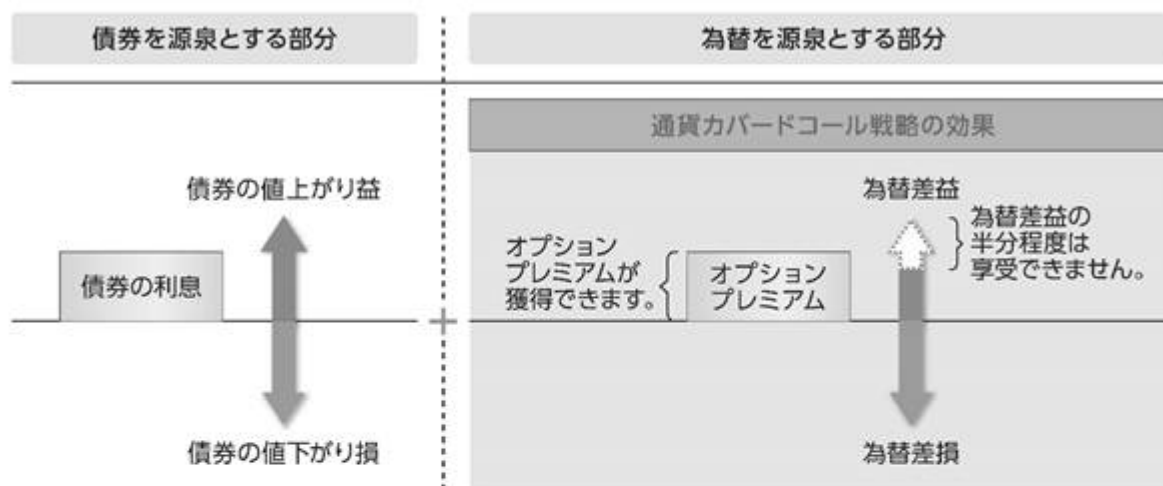 債券を源泉とする部分
為替を源泉とする部分
通貨カバードコール戦略の効果
債券の値上がり益
債券の利息
債券の値下がり損
オプション
プレミアムが
獲得できます。
オプション
プレミアム
為替差益
為替差益の
半分程度は
享受できません。
為替差損